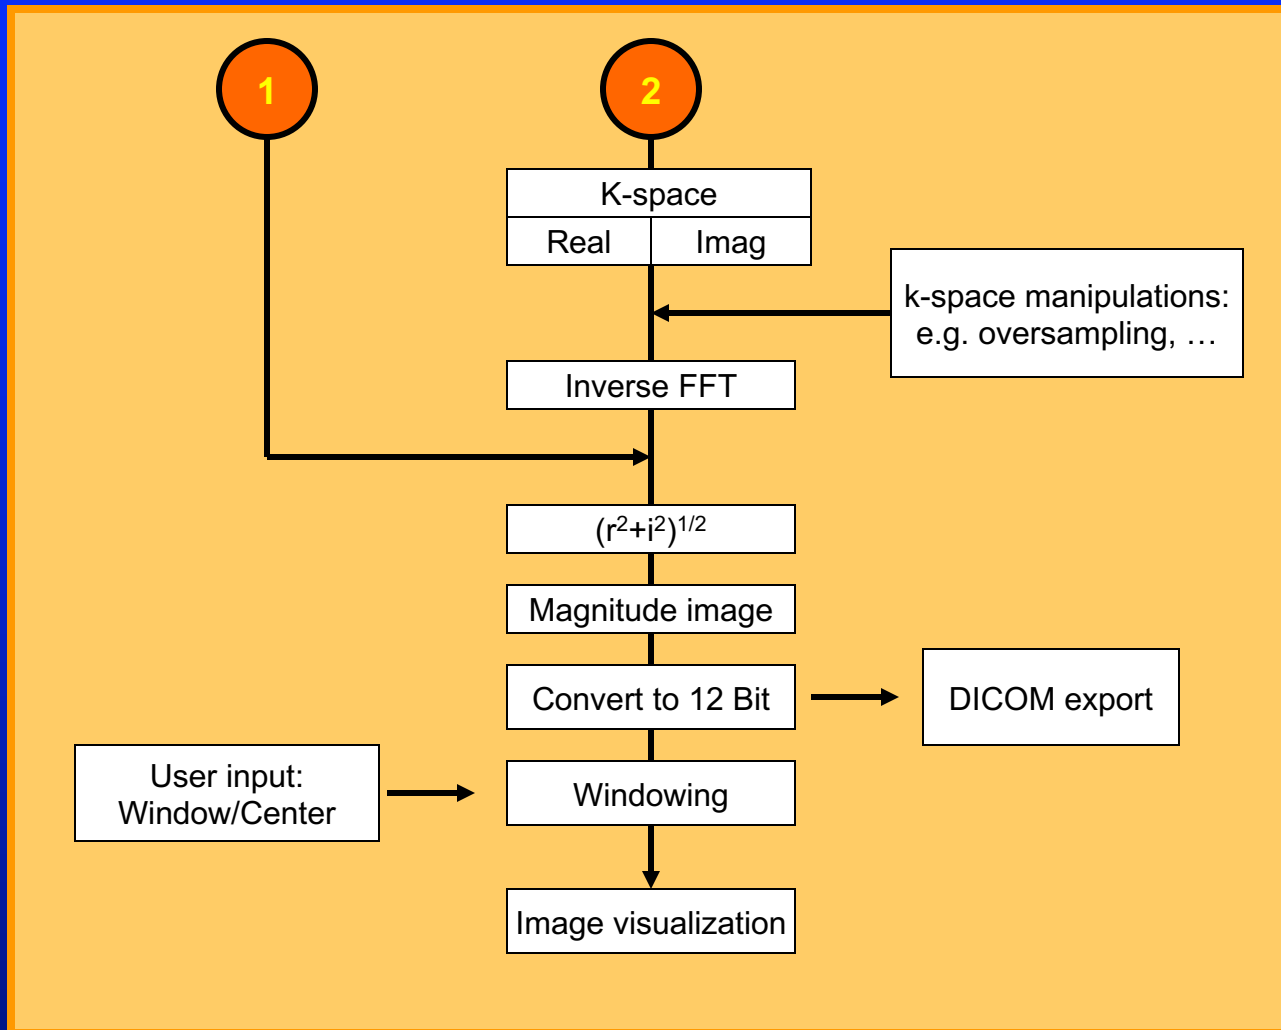 1
2
K-space
Real
Imag
k-space manipulations:
e.g. oversampling, …
Inverse FFT
(r²+i²)¹/²
Magnitude image
Convert to 12 Bit
DICOM export
User input:
Window/Center
Windowing
Image visualization